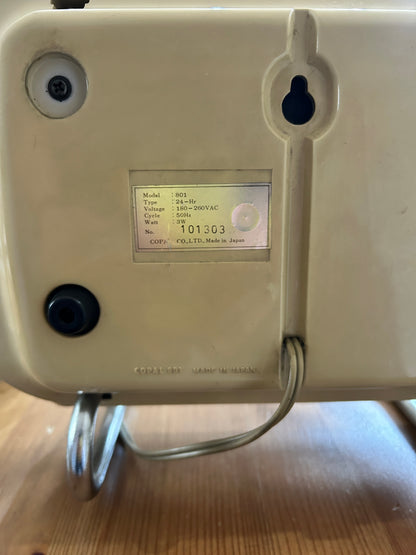 Model : 801
Type : 24-Hr
Voltage : 180-260VAC
Cycle : 50Hz
Watt : 3W
No. 101303
CO.,LTD., Made in Japan
COPAL 801 MADE IN JAPAN